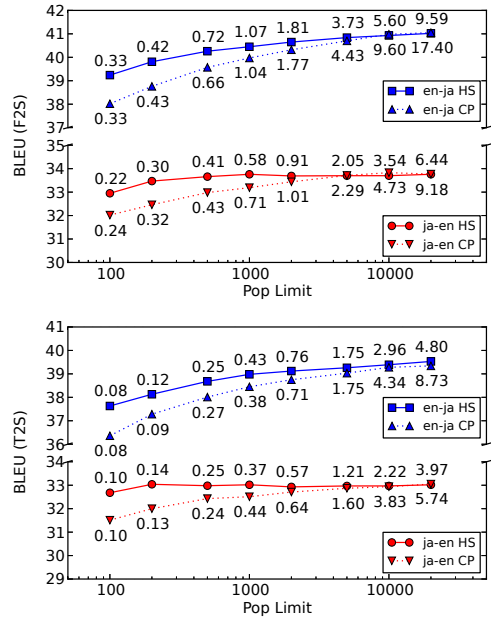 42
41
40
39
38
37
35
34
33
32
31
30
BLEU (F2S)
0.33 0.42 0.72 1.07 1.81 3.73 5.60 9.59
0.33 0.43 0.66 1.04 1.77 4.43 9.60 17.40
en-ja HS
en-ja CP
0.22 0.30 0.41 0.58 0.91 2.05 3.54 6.44
0.24 0.32 0.43 0.71 1.01 2.29 4.73 9.18
ja-en HS
ja-en CP
100 1000 10000
Pop Limit
41
40
39
38
37
36
34
33
32
31
30
29
BLEU (T2S)
0.08 0.12 0.25 0.43 0.76 1.75 2.96 4.80
0.08 0.09 0.27 0.38 0.71 1.75 4.34 8.73
en-ja HS
en-ja CP
0.10 0.14 0.25 0.37 0.57 1.21 2.22 3.97
0.10 0.13 0.24 0.44 0.64 1.60 3.83 5.74
ja-en HS
ja-en CP
100 1000 10000
Pop Limit